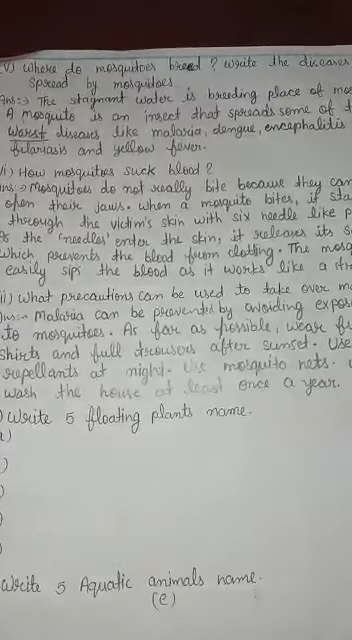 (v) Where do mosquitoes breed ? Write the diseases
spread by mosquitoes
Ans:-> The stagnant water is breeding place of
A mosquito is an insect that spreads some of
worst diseases like malaria, dengue, encephalitis
filariasis and yellow fever.
vi) How mosquitoes suck blood ?
Ans:-> Mosquitoes do not really bite because they can
open their jaws. When a mosquito bites, it
through the victim's skin with six needle like
As the 'needles' enter the skin, it releases its
which prevents the blood from clotting. The
easily sips the blood as it works like a
ii) What precautions can be used to take over
Ans:- Malaria can be prevented by avoiding
to mosquitoes. As far as possible, wear
shirts and full trousers after sunset. Use
repellants at night. Use mosquito nets.
wash the house at least once a year.
) Write 5 floating plants name.
)
)
)
)
)
Write 5 Aquatic animals name.
(e)